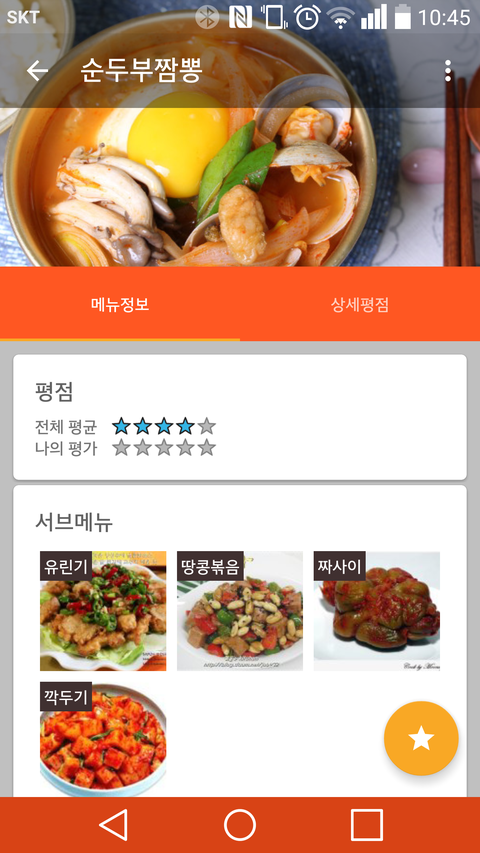 SKT 10:45
순두부짬뽕
메뉴정보 상세평점
평점
전체 평균
나의 평가
서브메뉴
유린기 땅콩볶음 짜사이
깍두기